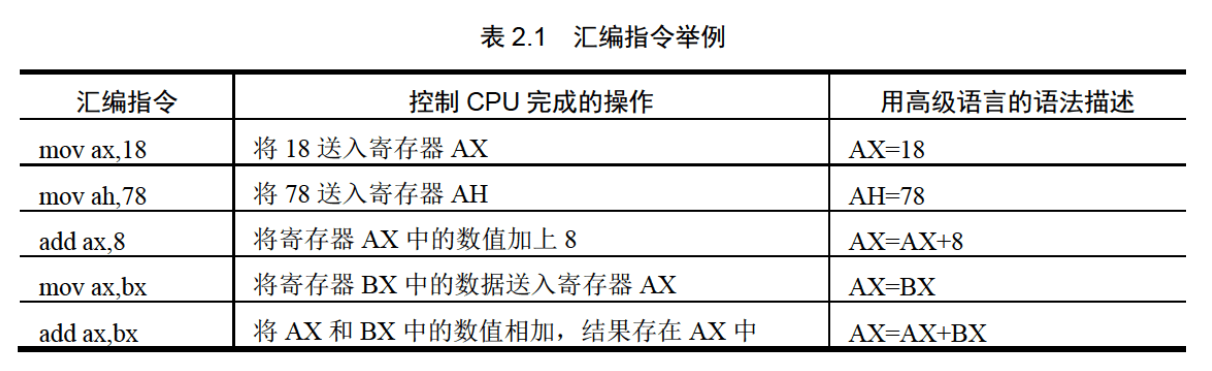 表 2.1 汇编指令举例
汇编指令 控制 CPU 完成的操作 用高级语言的语法描述
mov ax,18 将 18 送入寄存器 AX AX=18
mov ah,78 将 78 送入寄存器 AH AH=78
add ax,8 将寄存器 AX 中的数值加上 8 AX=AX+8
mov ax,bx 将寄存器 BX 中的数据送入寄存器 AX AX=BX
add ax,bx 将 AX 和 BX 中的数值相加，结果存在 AX 中 AX=AX+BX